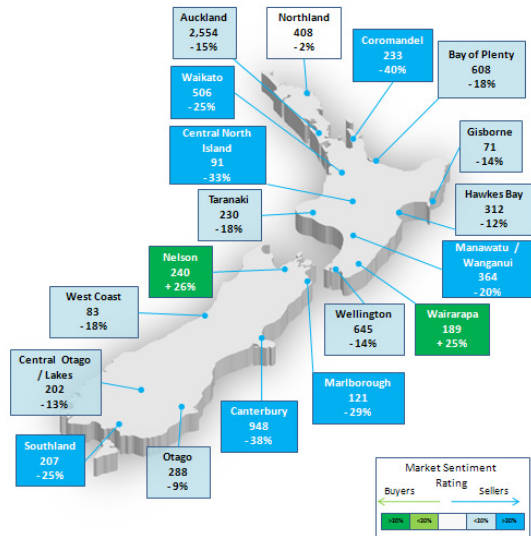 Auckland
2,554
- 15%
Northland
408
- 2%
Coromandel
233
- 40%
Bay of Plenty
608
- 18%
Waikato
506
- 25%
Gisborne
71
- 14%
Central North
Island
91
- 33%
Taranaki
230
- 18%
Hawkes Bay
312
- 12%
Manawatu /
Wanganui
364
- 20%
Nelson
240
+ 26%
West Coast
83
- 18%
Wellington
645
- 14%
Wairarapa
189
+ 25%
Central Otago
/ Lakes
202
- 13%
Marlborough
121
- 29%
Canterbury
948
- 38%
Southland
207
- 25%
Otago
288
- 9%
Market Sentiment
Rating
Buyers
Sellers
>20%
<20%
<20%
>20%